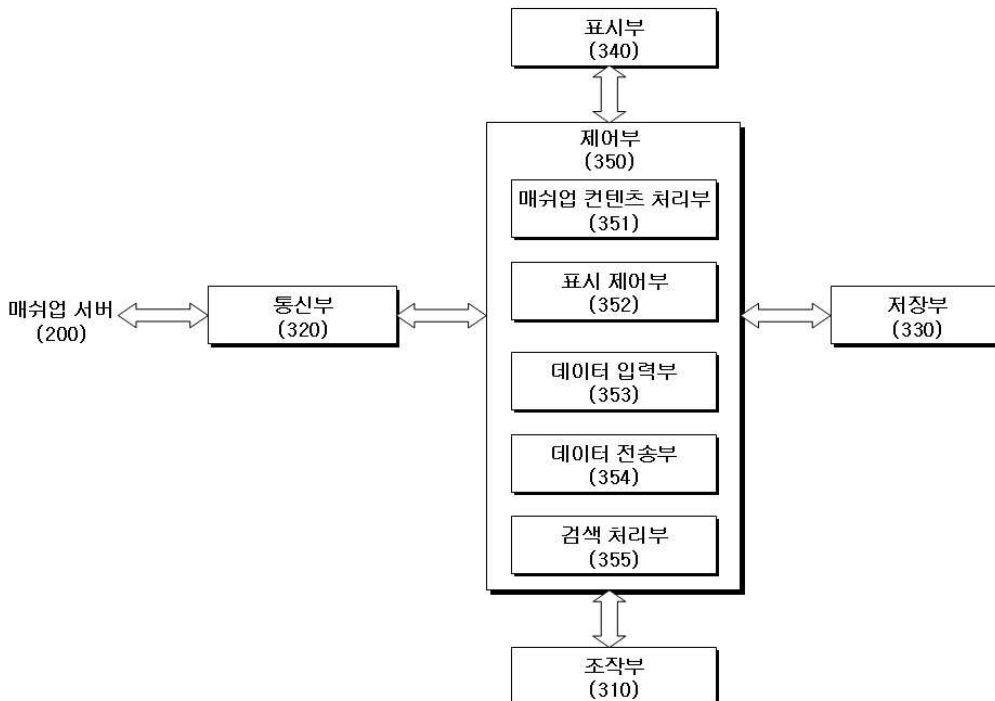 표시부
(340)
제어부
(350)
매쉬업 컨텐츠 처리부
(351)
표시 제어부
(352)
매쉬업 서버
(200)
통신부
(320)
저장부
(330)
데이터 입력부
(353)
데이터 전송부
(354)
검색 처리부
(355)
조작부
(310)